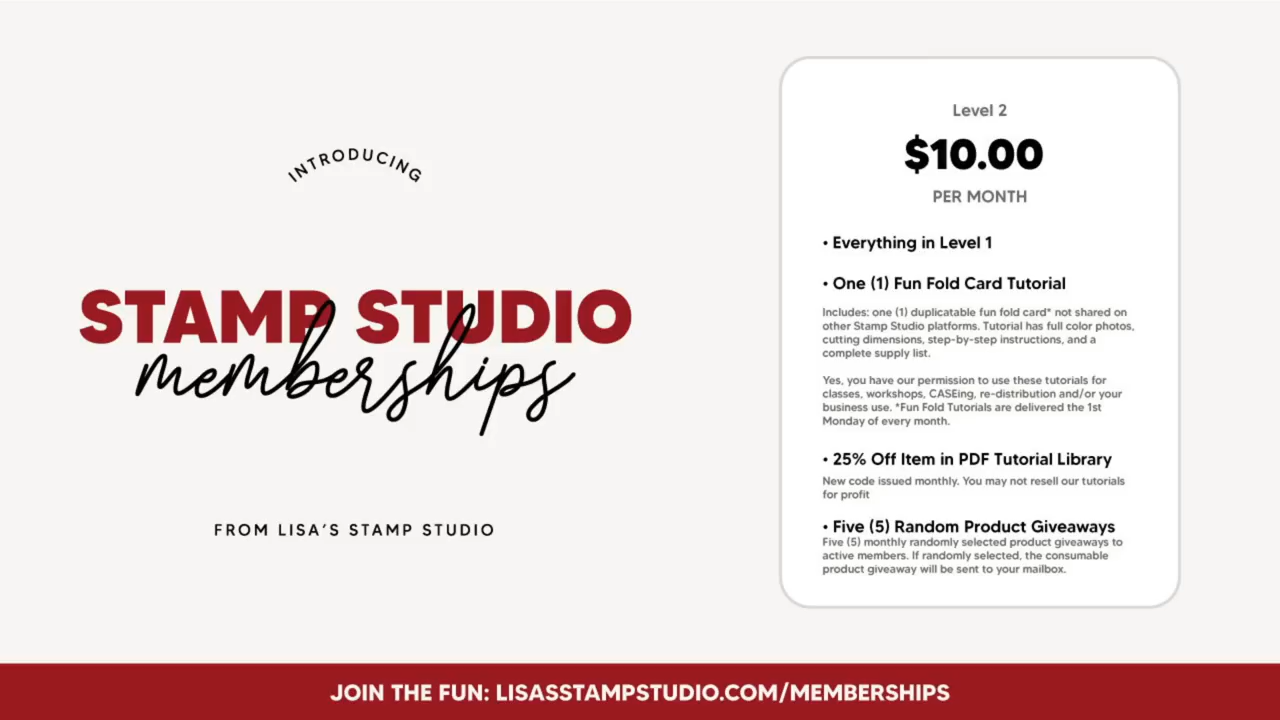 INTRODUCING
STAMP STUDIO
memberships
FROM LISA'S STAMP STUDIO
Level 2
$10.00
PER MONTH
• Everything in Level 1
• One (1) Fun Fold Card Tutorial
Includes: one (1) duplicatable fun fold card* not shared on
other Stamp Studio platforms. Tutorial has full color photos,
cutting dimensions, step-by-step instructions, and a
complete supply list.
Yes, you have our permission to use these tutorials for
classes, workshops, CASEing, re-distribution and/or your
business use. *Fun Fold Tutorials are delivered the 1st
Monday of every month.
• 25% Off Item in PDF Tutorial Library
New code issued monthly. You may not resell our tutorials
for profit
• Five (5) Random Product Giveaways
Five (5) monthly randomly selected product giveaways to
active members. If randomly selected, the consumable
product giveaway will be sent to your mailbox.
JOIN THE FUN: LISASSTAMPSTUDIO.COM/MEMBERSHIPS